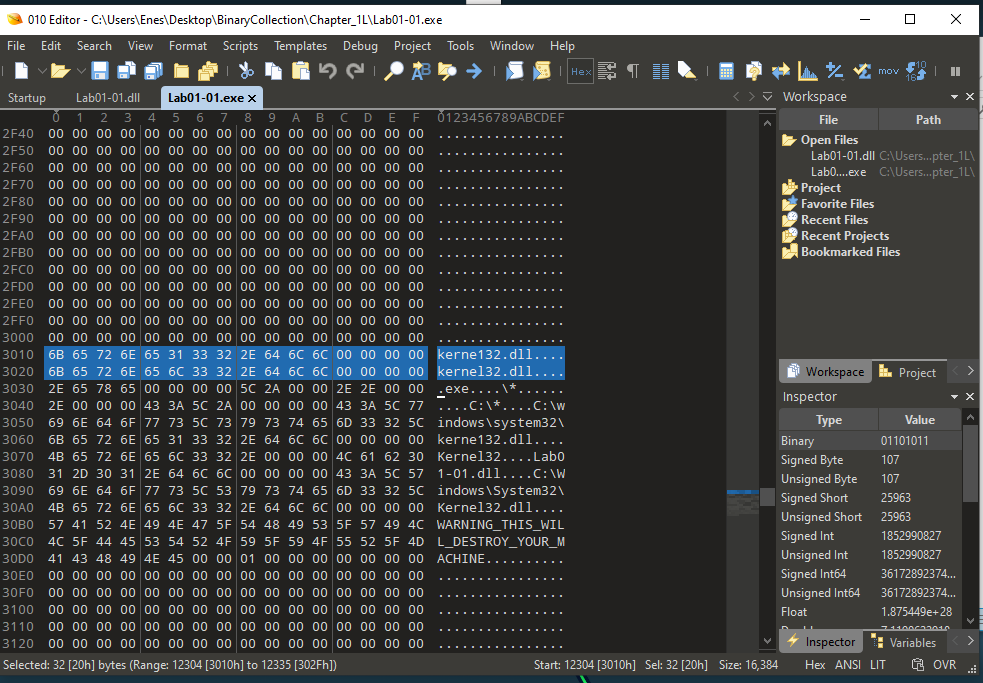 010 Editor - C:\Users\Enes\Desktop\BinaryCollection\Chapter_1L\Lab01-01.exe
File Edit Search View Format Scripts Templates Debug Project Tools Window Help
Hex
mov
Startup Lab01-01.dll Lab01-01.exe
0 1 2 3 4 5 6 7 8 9 A B C D E F 0123456789ABCDEF
2F40 00 00 00 00 00 00 00 00 00 00 00 00 00 00 00 00 ................
2F50 00 00 00 00 00 00 00 00 00 00 00 00 00 00 00 00 ................
2F60 00 00 00 00 00 00 00 00 00 00 00 00 00 00 00 00 ................
2F70 00 00 00 00 00 00 00 00 00 00 00 00 00 00 00 00 ................
2F80 00 00 00 00 00 00 00 00 00 00 00 00 00 00 00 00 ................
2F90 00 00 00 00 00 00 00 00 00 00 00 00 00 00 00 00 ................
2FA0 00 00 00 00 00 00 00 00 00 00 00 00 00 00 00 00 ................
2FB0 00 00 00 00 00 00 00 00 00 00 00 00 00 00 00 00 ................
2FC0 00 00 00 00 00 00 00 00 00 00 00 00 00 00 00 00 ................
2FD0 00 00 00 00 00 00 00 00 00 00 00 00 00 00 00 00 ................
2FE0 00 00 00 00 00 00 00 00 00 00 00 00 00 00 00 00 ................
2FF0 00 00 00 00 00 00 00 00 00 00 00 00 00 00 00 00 ................
3000 00 00 00 00 00 00 00 00 00 00 00 00 00 00 00 00 ................
3010 6B 65 72 6E 65 31 33 32 2E 64 6C 6C 00 00 00 00 kerne132.dll....
3020 6B 65 72 6E 65 6C 33 32 2E 64 6C 6C 00 00 00 00 kernel32.dll....
3030 2E 65 78 65 00 00 00 00 5C 2A 00 00 2E 2E 00 00 .exe....\*......
3040 2E 00 00 00 43 3A 5C 2A 00 00 00 00 43 3A 5C 77 ....C:\*....C:\w
3050 69 6E 64 6F 77 73 5C 73 79 73 74 65 6D 33 32 5C indows\system32\
3060 6B 65 72 6E 65 31 33 32 2E 64 6C 6C 00 00 00 00 kerne132.dll....
3070 4B 65 72 6E 65 6C 33 32 2E 00 00 00 4C 61 62 30 Kernel32....Lab0
3080 31 2D 30 31 2E 64 6C 6C 00 00 00 00 43 3A 5C 57 1-01.dll....C:\W
3090 69 6E 64 6F 77 73 5C 53 79 73 74 65 6D 33 32 5C indows\System32\
30A0 4B 65 72 6E 65 6C 33 32 2E 64 6C 6C 00 00 00 00 Kernel32.dll....
30B0 57 41 52 4E 49 4E 47 5F 54 48 49 53 5F 57 49 4C WARNING_THIS_WIL
30C0 4C 5F 44 45 53 54 52 4F 59 5F 59 4F 55 52 5F 4D L_DESTROY_YOUR_M
30D0 41 43 48 49 4E 45 00 00 01 00 00 00 00 00 00 00 ACHINE..........
30E0 00 00 00 00 00 00 00 00 00 00 00 00 00 00 00 00 ................
30F0 00 00 00 00 00 00 00 00 00 00 00 00 00 00 00 00 ................
3100 00 00 00 00 00 00 00 00 00 00 00 00 00 00 00 00 ................
3110 00 00 00 00 00 00 00 00 00 00 00 00 00 00 00 00 ................
3120 00 00 00 00 00 00 00 00 00 00 00 00 00 00 00 00 ................
Workspace
File Path
Open Files
Lab01-01.dll C:\Users...pter_1L\
Lab0....exe C:\Users...pter_1L\
Project
Favorite Files
Recent Files
Recent Projects
Bookmarked Files
Workspace Project
Inspector
Type Value
Binary 01101011
Signed Byte 107
Unsigned Byte 107
Signed Short 25963
Unsigned Short 25963
Signed Int 1852990827
Unsigned Int 1852990827
Signed Int64 36172892374...
Unsigned Int64 36172892374...
Float 1.875449e+28
Inspector Variables
Selected: 32 [20h] bytes (Range: 12304 [3010h] to 12335 [302Fh]) Start: 12304 [3010h] Sel: 32 [20h] Size: 16,384 Hex ANSI LIT OVR